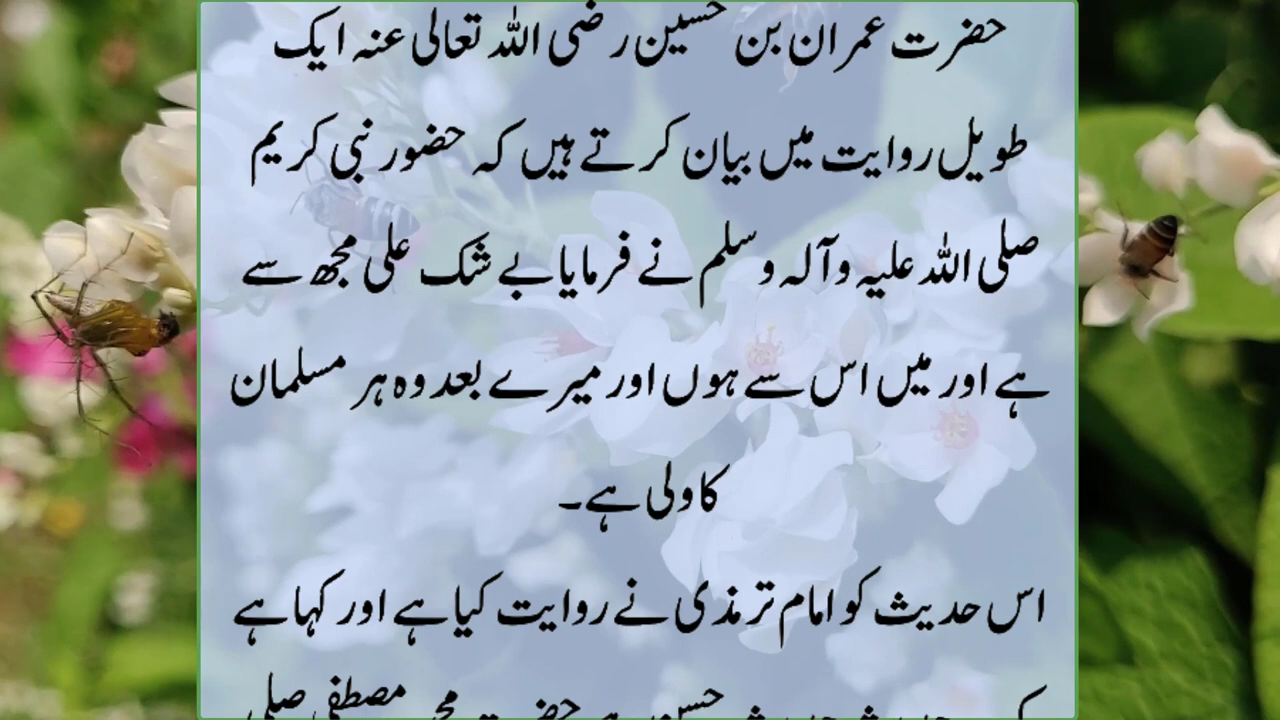 حضرت عمران بن حسین رضی اللہ تعالی عنہ ایک
طویل روایت میں بیان کرتے ہیں کہ حضور نبی کریم
صلی اللہ علیہ وآلہ وسلم نے فرمایا بے شک علی مجھ سے
ہے اور میں اس سے ہوں اور میرے بعد وہ ہر مسلمان
کا ولی ہے۔
اس حدیث کو امام ترمذی نے روایت کیا ہے اور کہا ہے